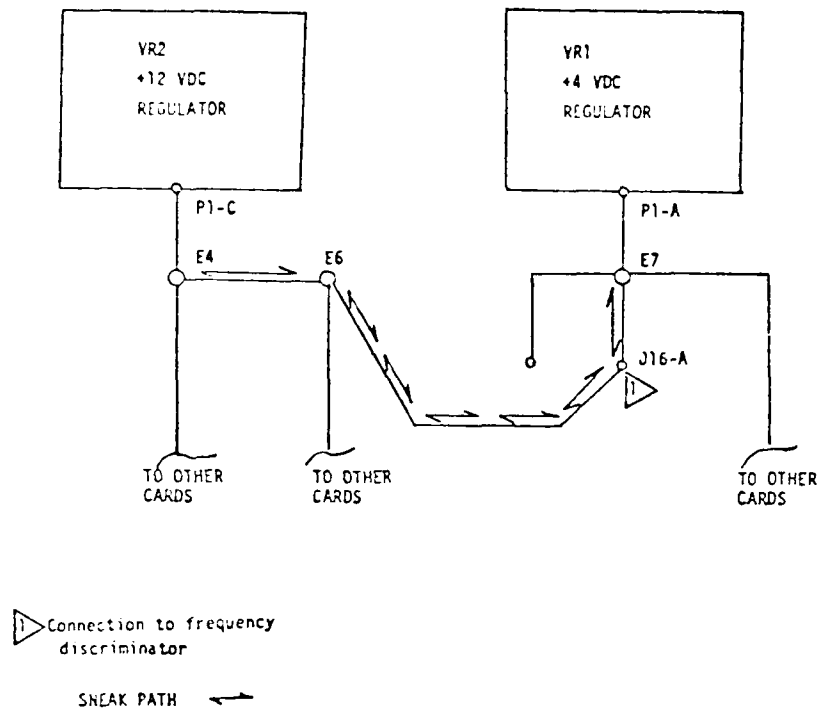 VR2
+12 VDC
REGULATOR
VR1
+4 VDC
REGULATOR
P1-C
P1-A
E4
E6
E7
J16-A
1
TO OTHER
CARDS
TO OTHER
CARDS
TO OTHER
CARDS
1 Connection to frequency
discriminator
SNEAK PATH